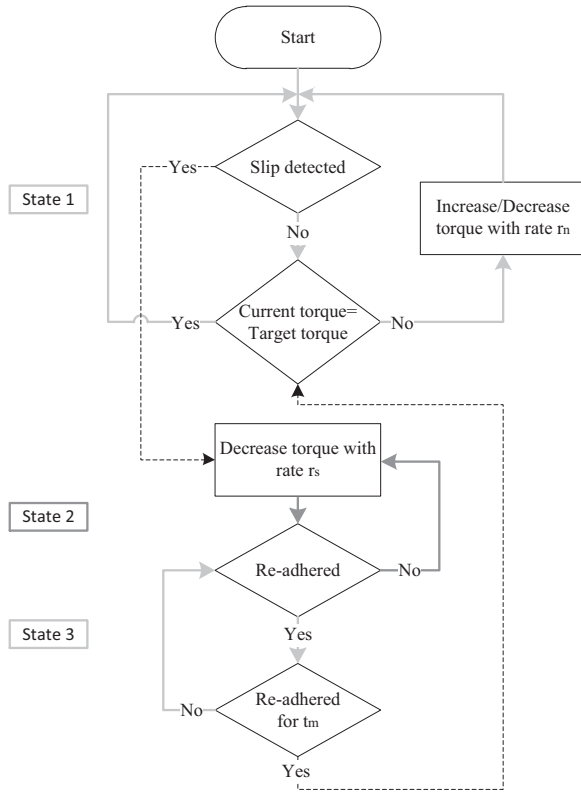 Start
Slip detected
Yes
State 1
Increase/Decrease
torque with rate rn
No
Current torque=
Target torque
Yes
No
Decrease torque with
rate rs
State 2
Re-adhered
No
State 3
Yes
Re-adhered
for tm
No
Yes